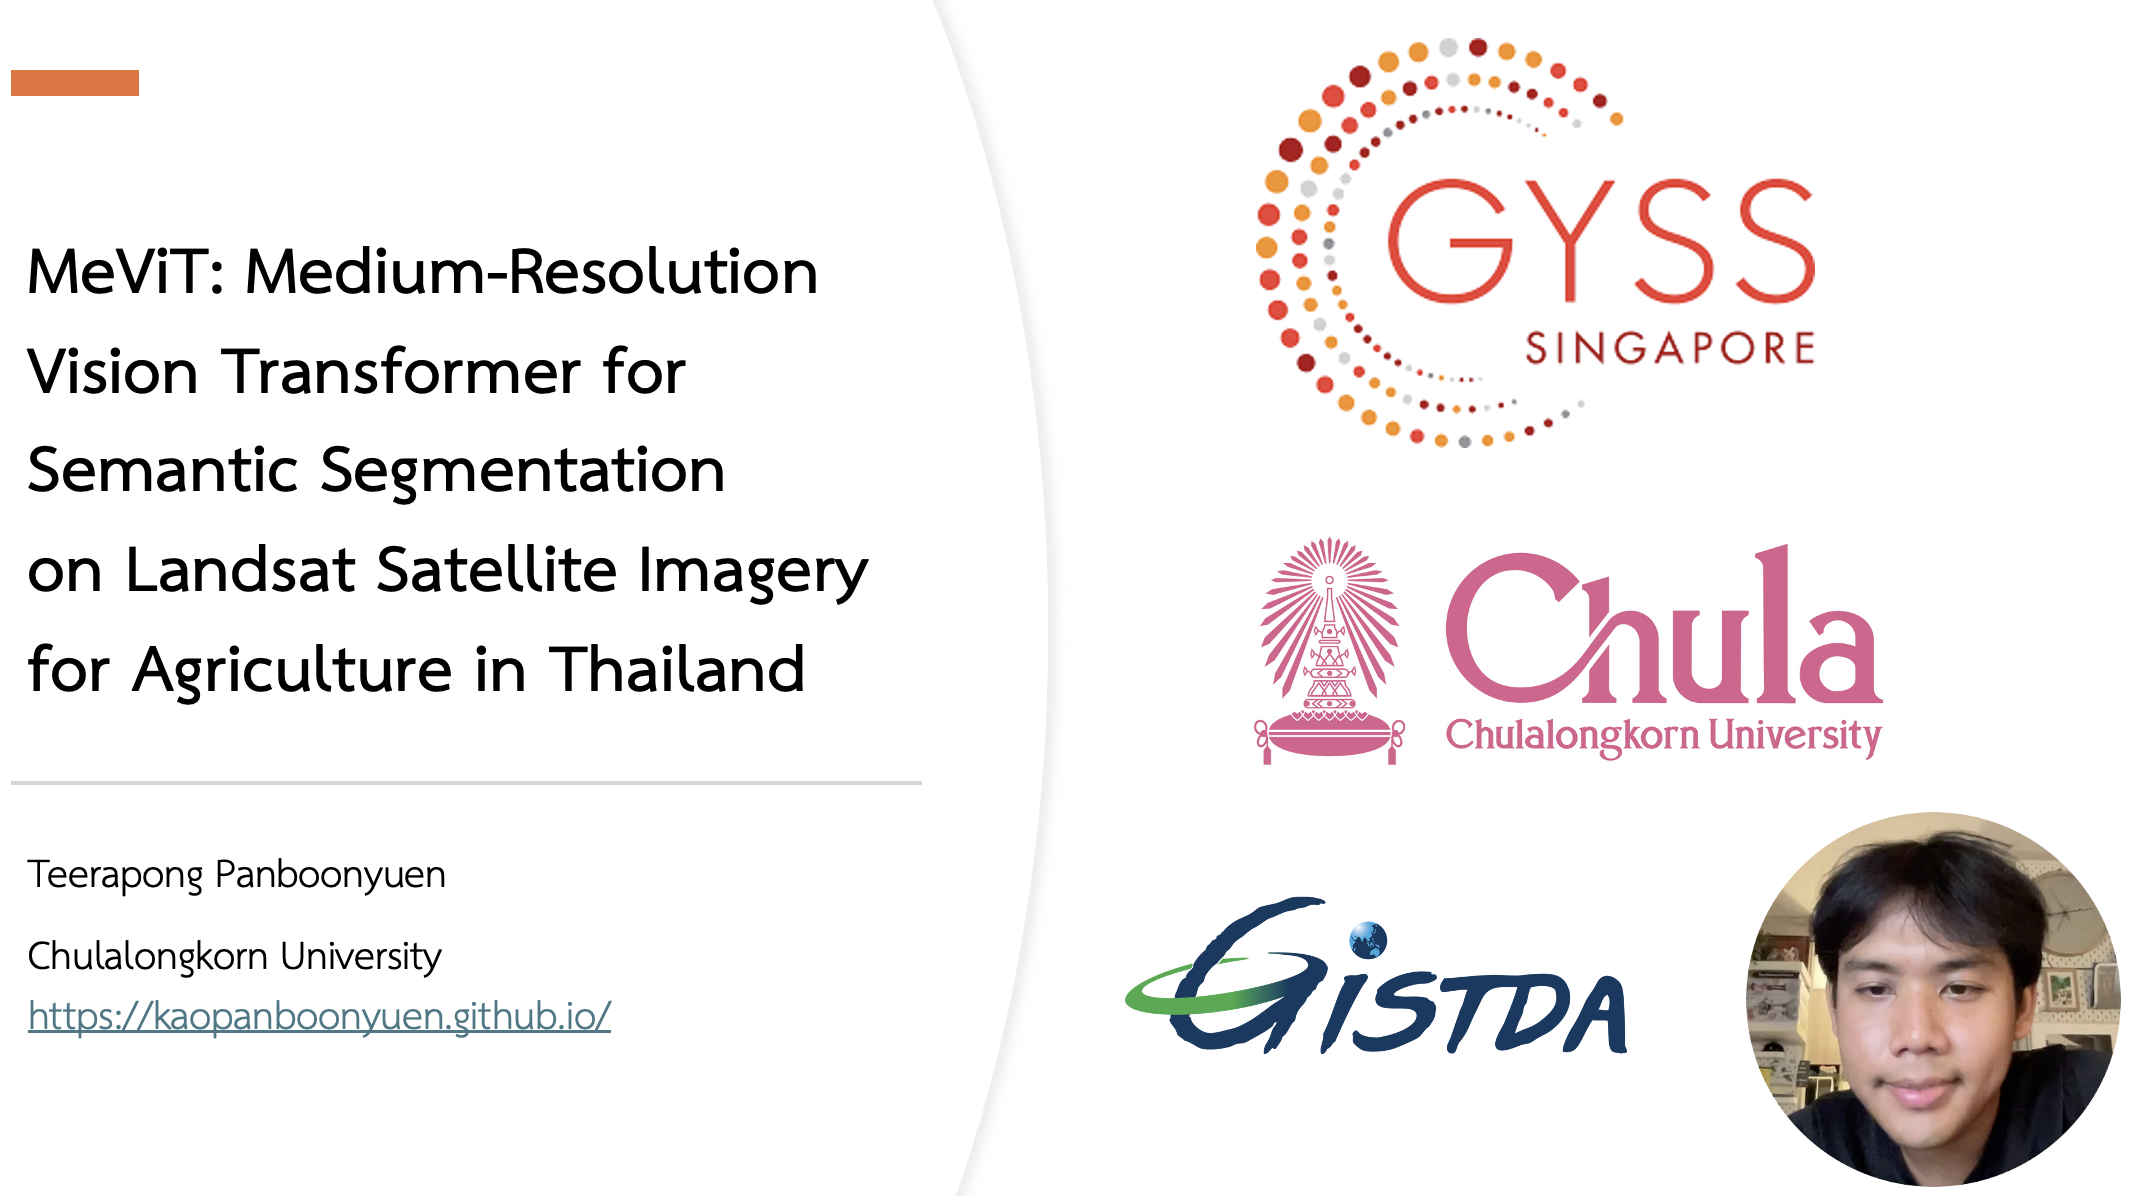 MeViT: Medium-Resolution
Vision Transformer for
Semantic Segmentation
on Landsat Satellite Imagery
for Agriculture in Thailand
Teerapong Panboonyuen
Chulalongkorn University
https://kaopanboonyuen.github.io/
GYSS
SINGAPORE
Chula
Chulalongkorn University
GISTDA